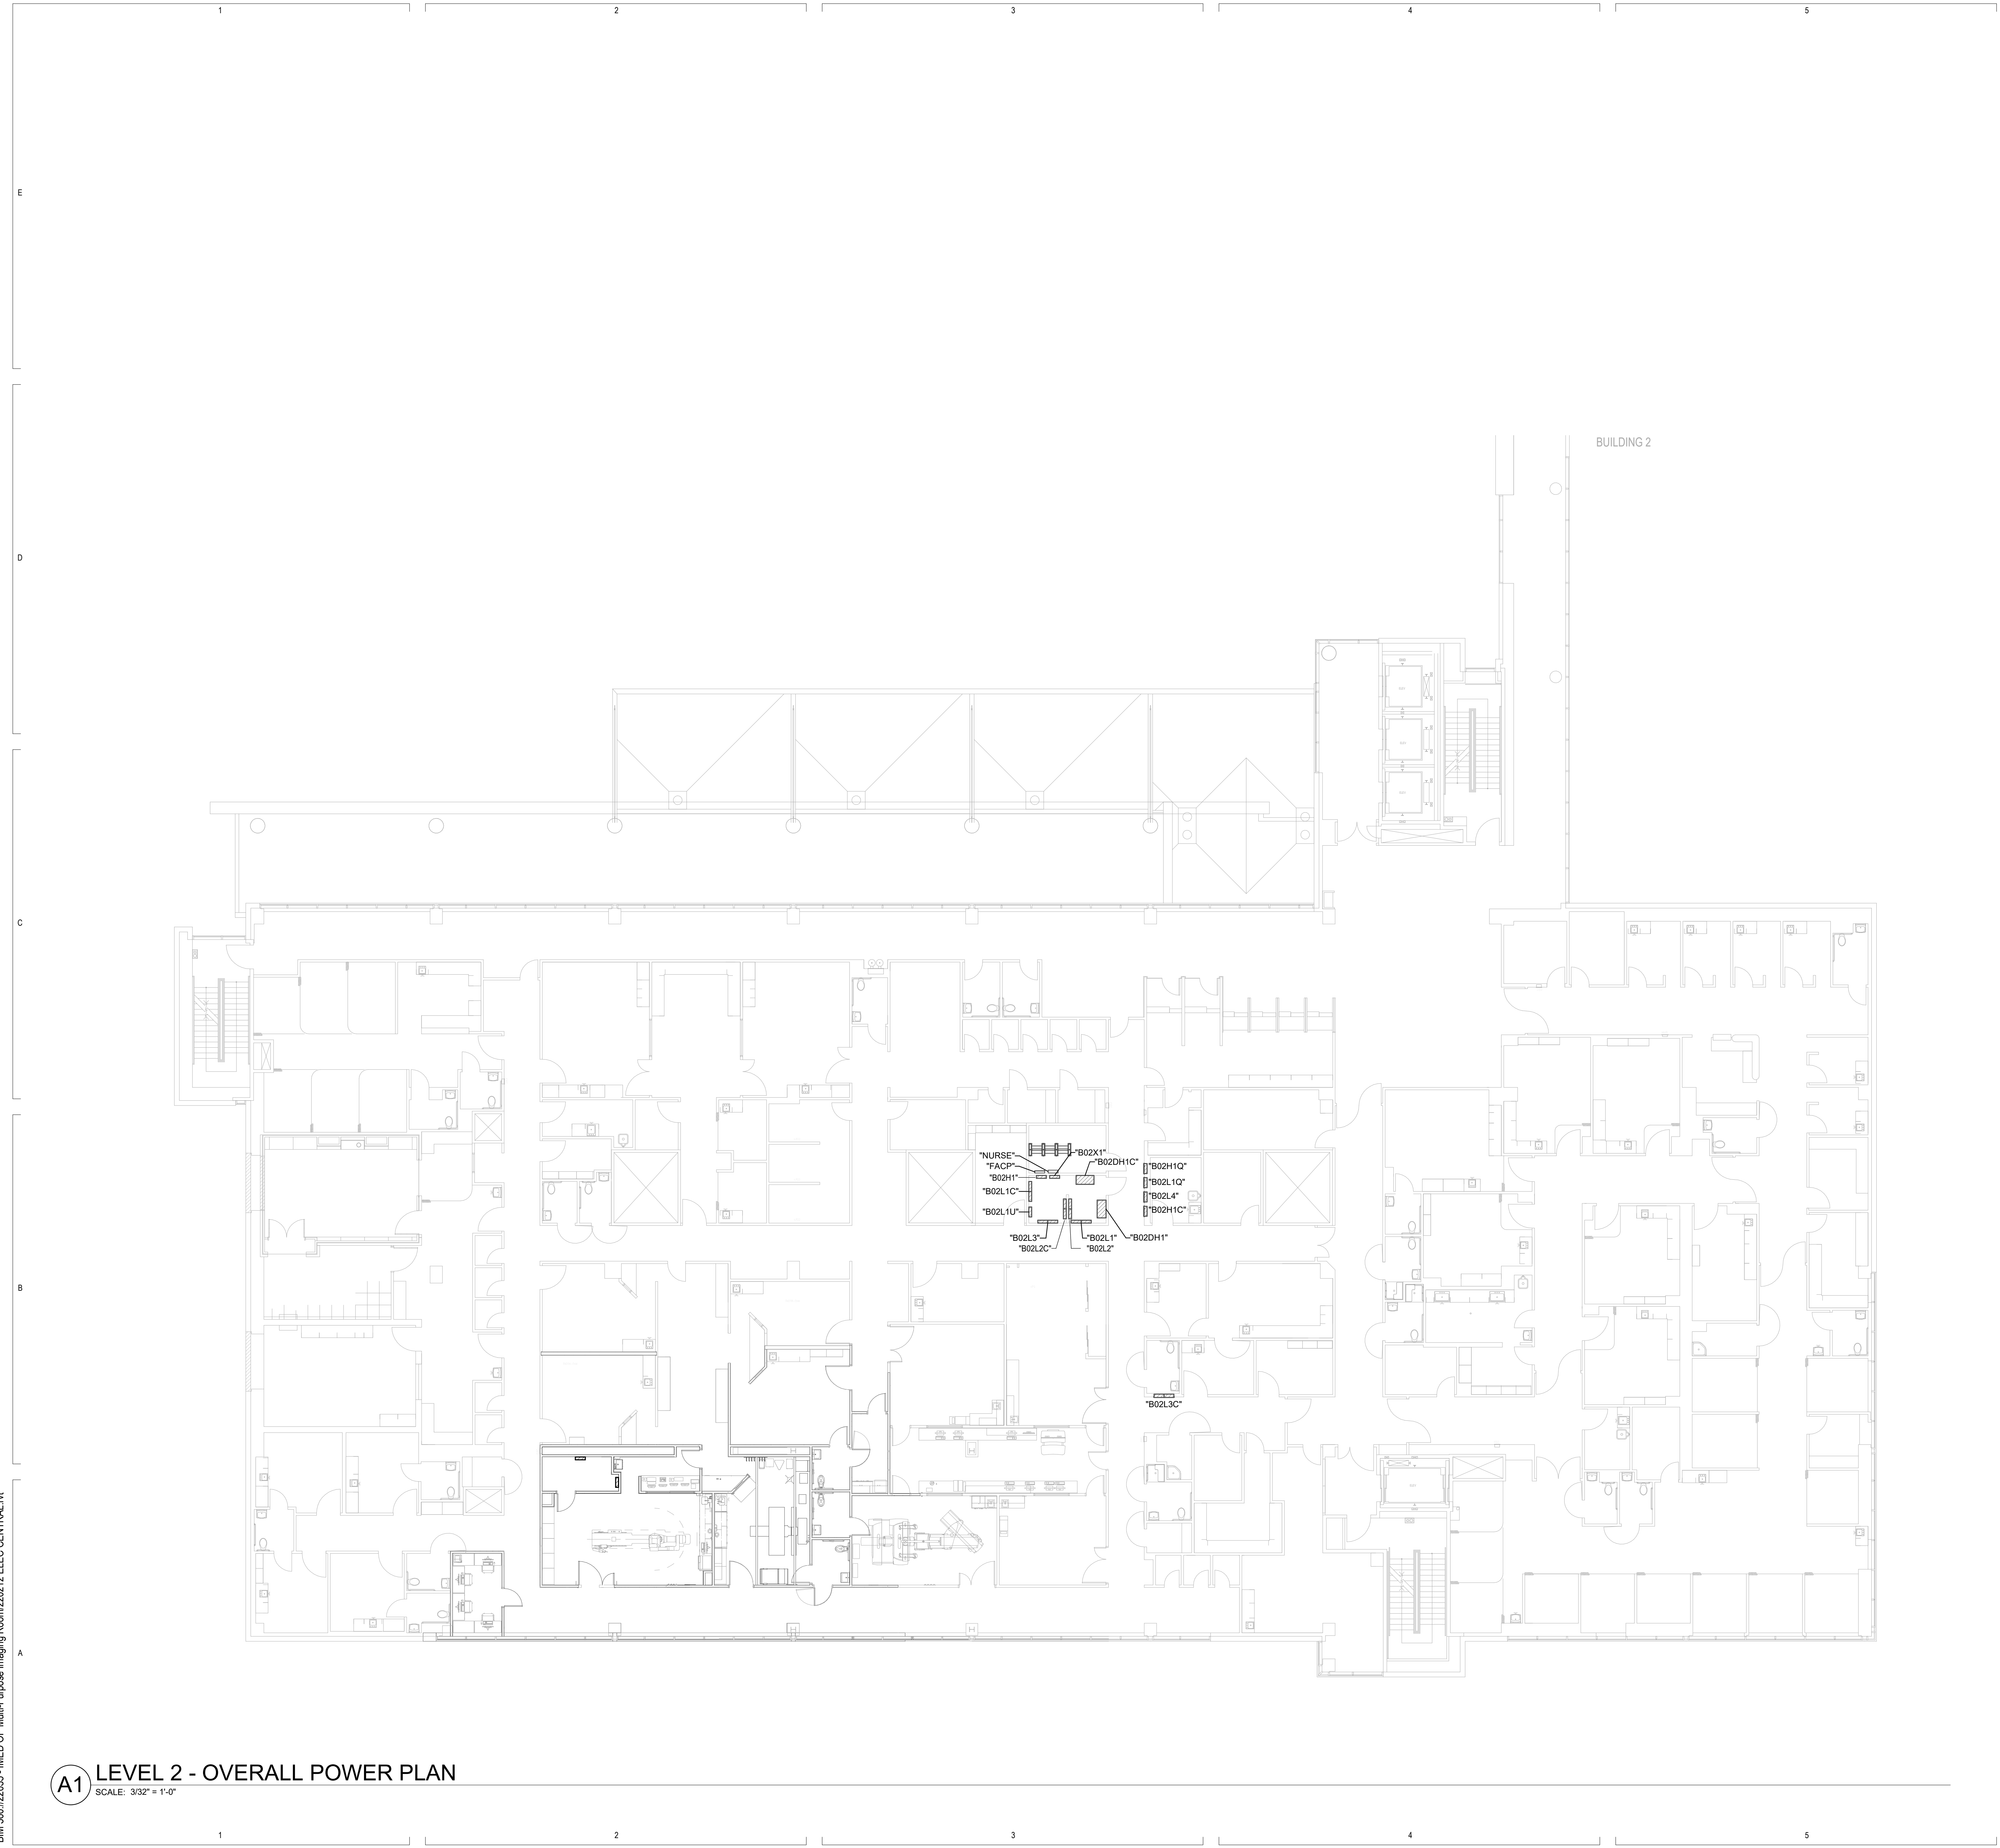 1 2 3 4 5
E
BUILDING 2
D
C
"NURSE" "B02X1"
"FACP" "B02DH1C" "B02H1Q"
"B02H1"
"B02L1C" "B02L1Q"
"B02L4"
"B02L1U" "B02H1C"
"B02L3" "B02L1" "B02DH1"
"B02L2C" "B02L2"
B
"B02L3C"
A
A1 LEVEL 2 - OVERALL POWER PLAN
SCALE: 3/32" = 1'-0"
1 2 3 4 5